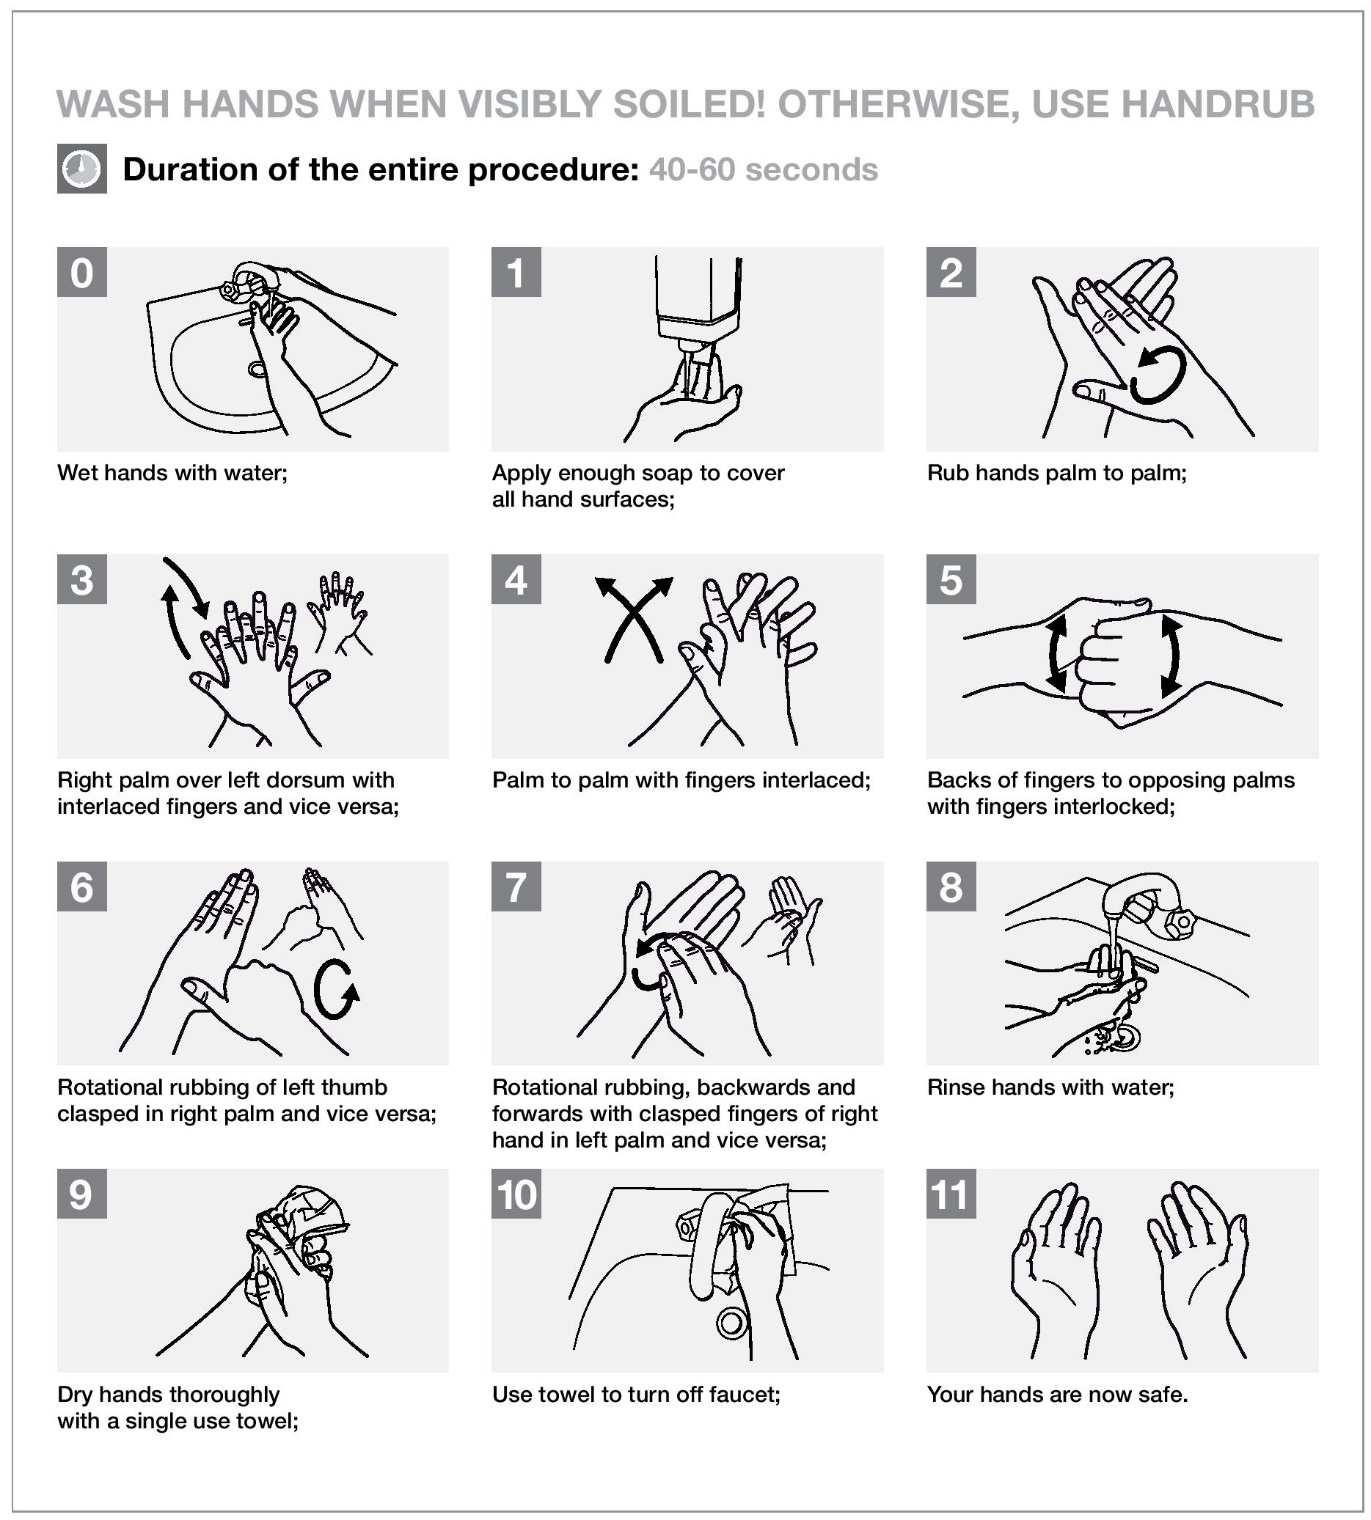 WASH HANDS WHEN VISIBLY SOILED! OTHERWISE, USE HANDRUB
Duration of the entire procedure: 40-60 seconds
0
Wet hands with water;
1
Apply enough soap to cover
all hand surfaces;
2
Rub hands palm to palm;
3
Right palm over left dorsum with
interlaced fingers and vice versa;
4
Palm to palm with fingers interlaced;
5
Backs of fingers to opposing palms
with fingers interlocked;
6
Rotational rubbing of left thumb
clasped in right palm and vice versa;
7
Rotational rubbing, backwards and
forwards with clasped fingers of right
hand in left palm and vice versa;
8
Rinse hands with water;
9
Dry hands thoroughly
with a single use towel;
10
Use towel to turn off faucet;
11
Your hands are now safe.